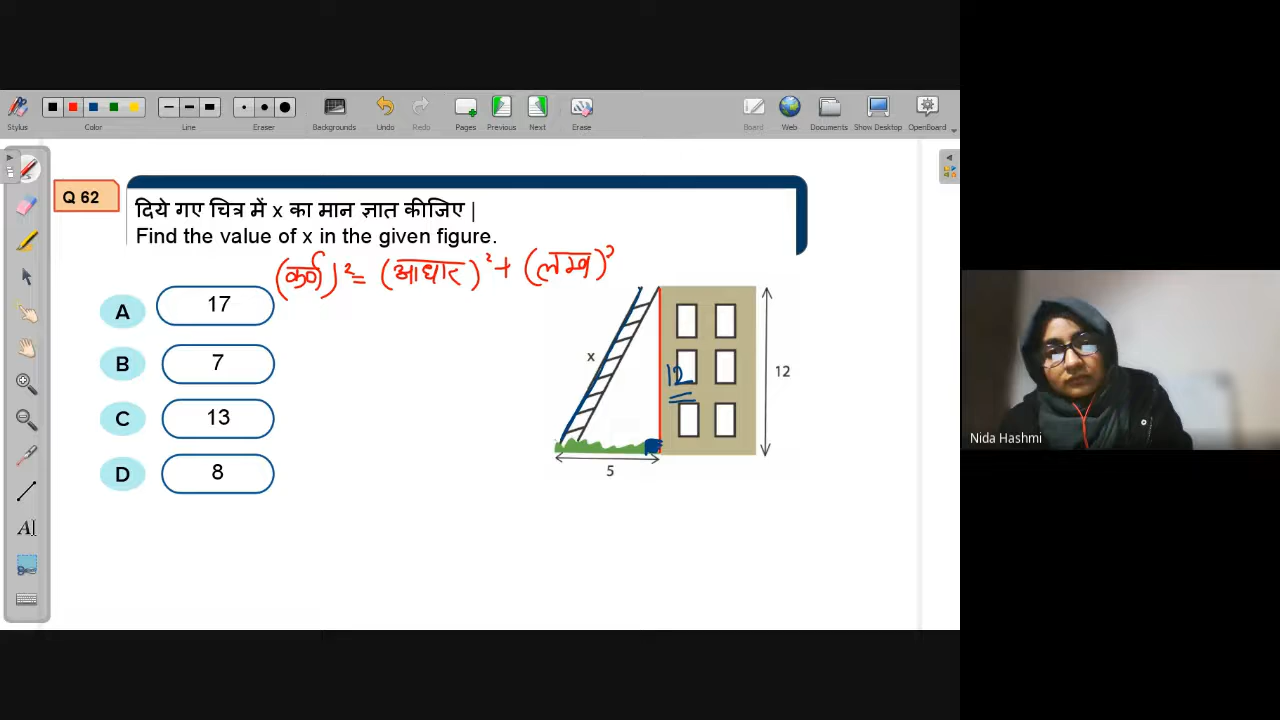 Stylus
Color
Line
Eraser
Backgrounds
Undo
Redo
Pages
Previous
Next
Erase
Board
Web
Documents
Show Desktop
OpenBoard
Q 62
दिये गए चित्र में x का मान ज्ञात कीजिए |
Find the value of x in the given figure.
(कर्ण)² = (आधार)² + (लम्ब)²
A 17
B 7
C 13
D 8
x
12
12
5
Nida Hashmi